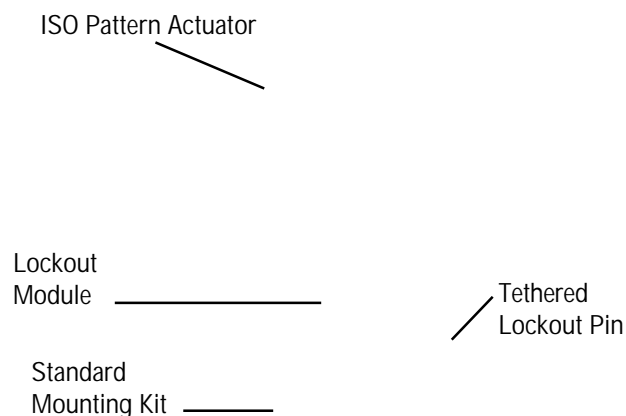 ISO Pattern Actuator
Lockout
Module
Tethered
Lockout Pin
Standard
Mounting Kit